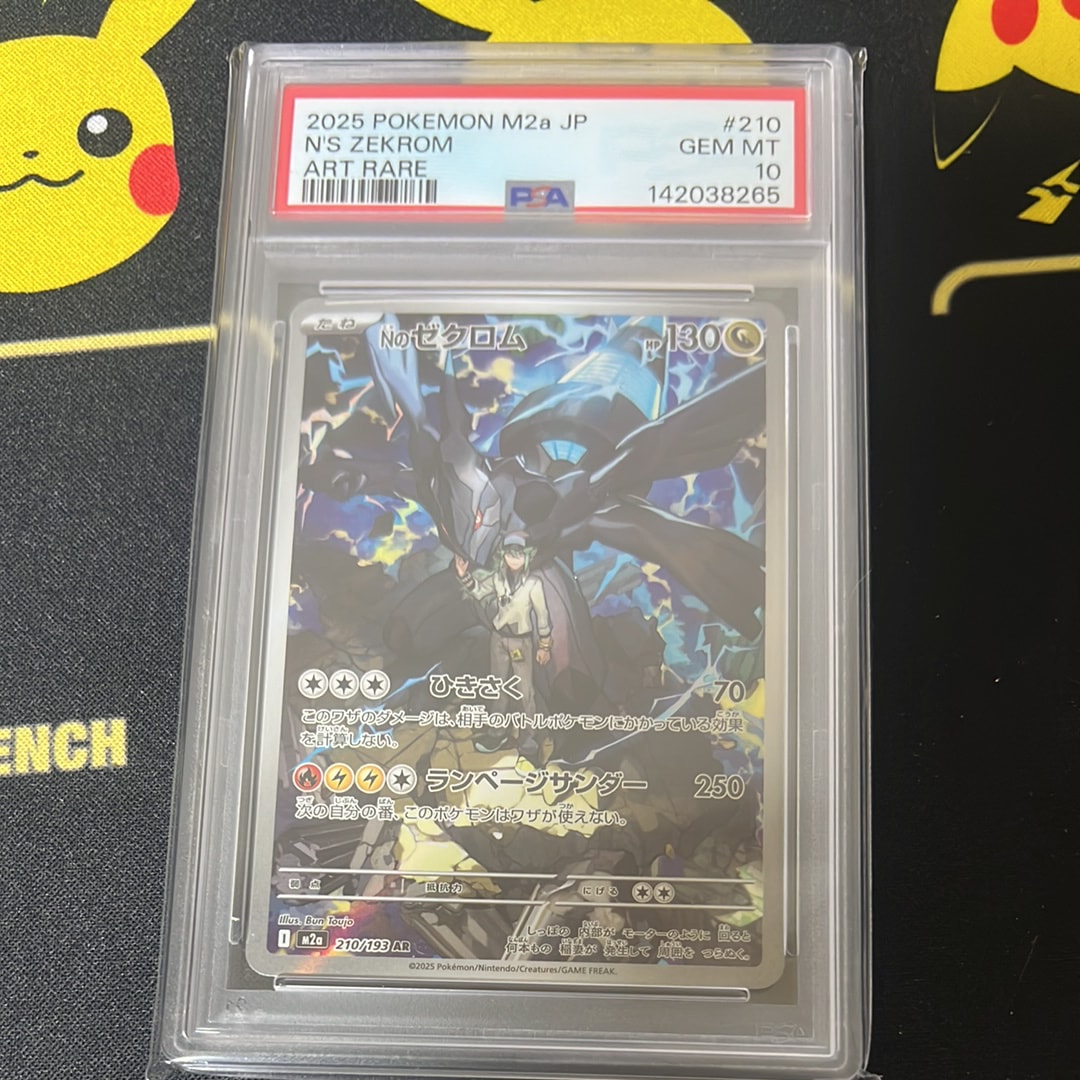 2025 POKEMON M2a JP #210
N'S ZEKROM GEM MT
ART RARE 10
PSA 142038265
たね Nのゼクロム HP 130
ひきさく 70
このワザのダメージは、相手のバトルポケモンにかかっている効果
を計算しない。
ランページサンダー 250
次の自分の番、このポケモンはワザが使えない。
弱点 抵抗力 にげる
Illus. Bun Toujo
I M2a 210/193 AR
しっぽの 内部が モーターのように 回ると
何本もの 稲妻が 発生して 周囲を つらぬく。
©2025 Pokémon/Nintendo/Creatures/GAME FREAK.
ENCH